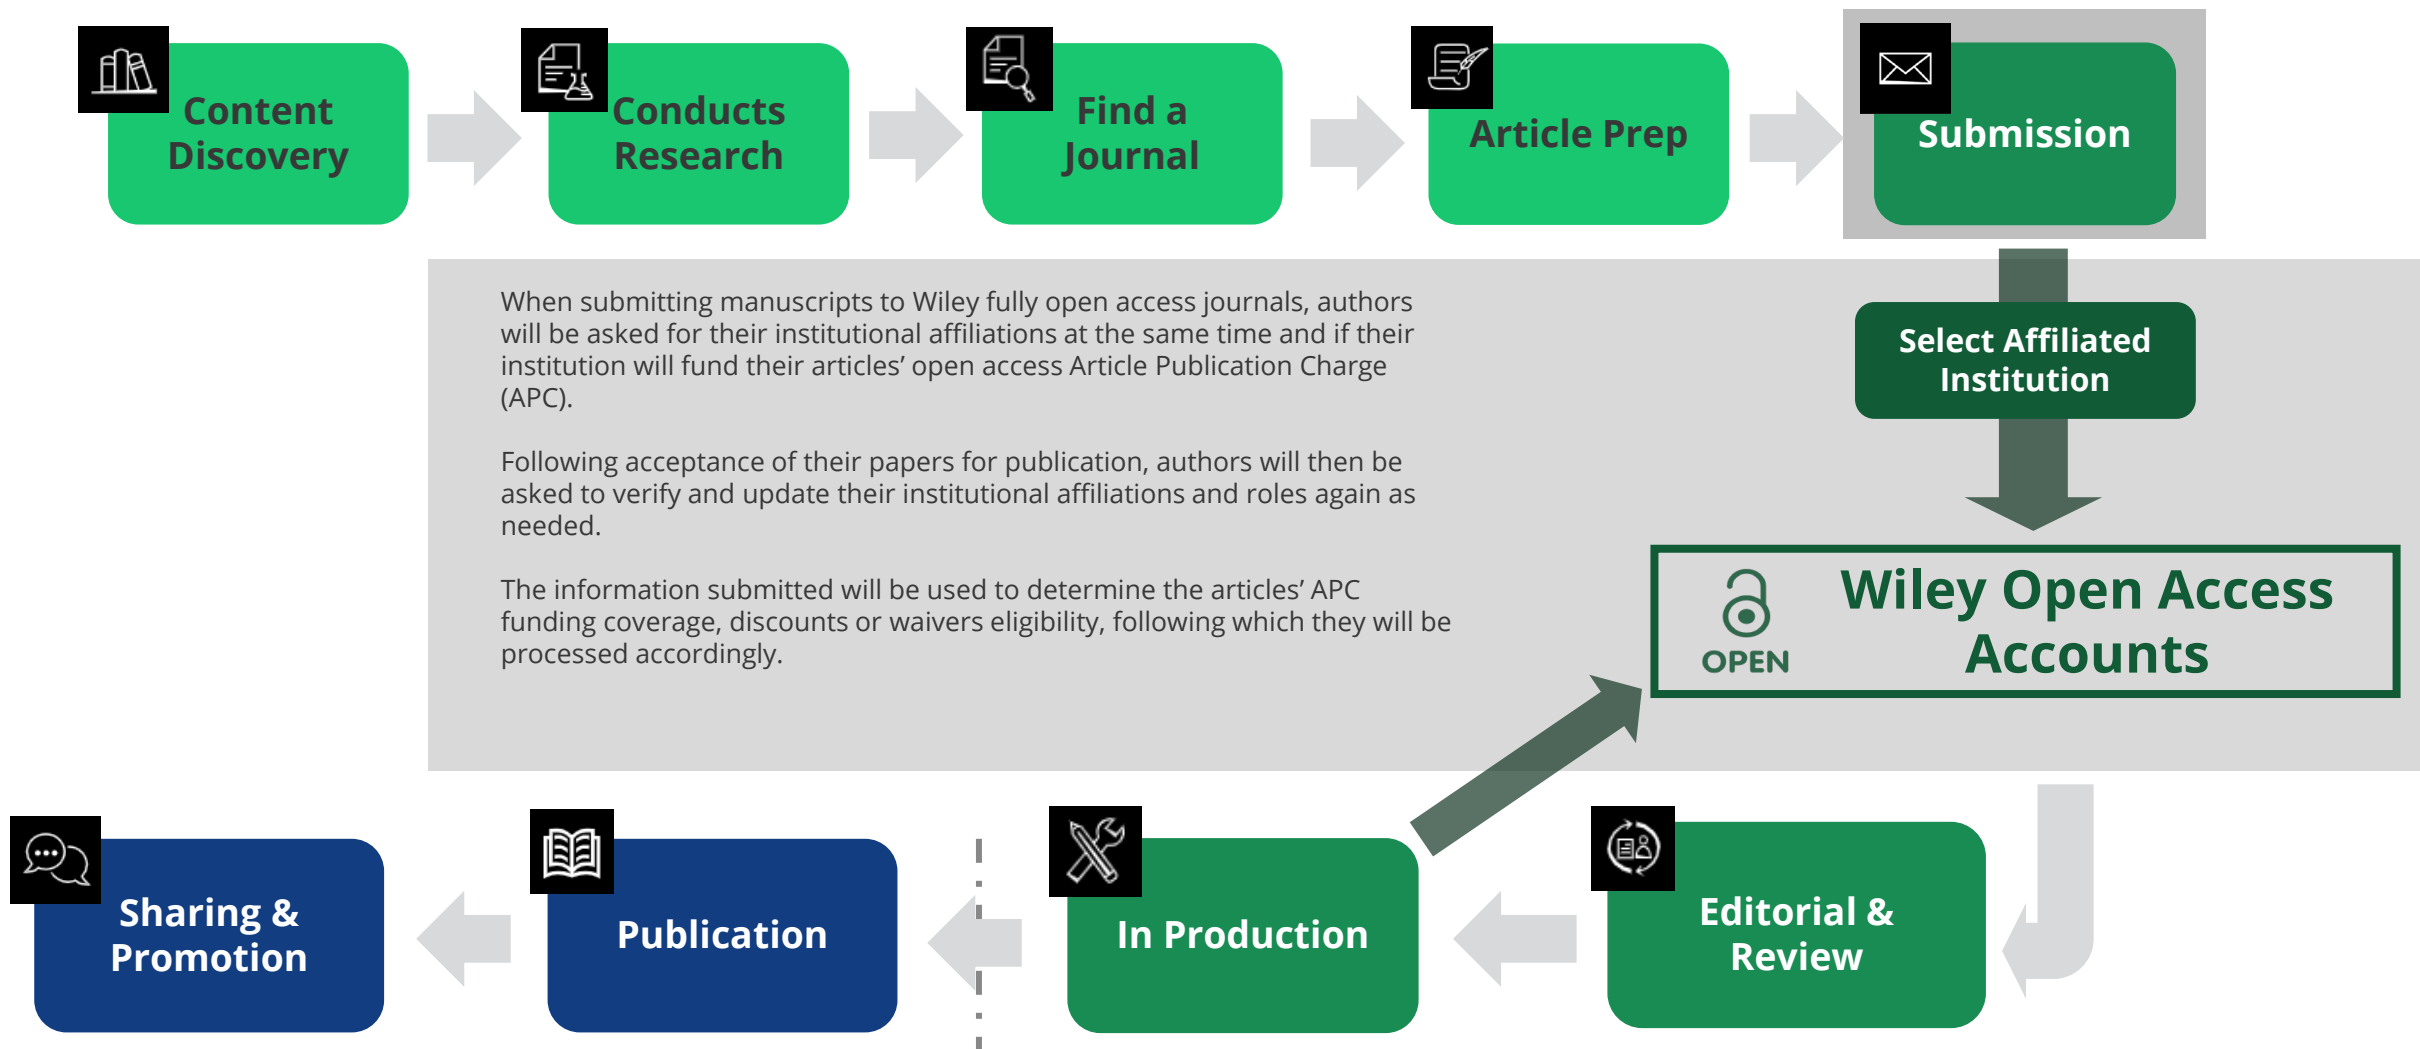 Content
Discovery
Conducts
Research
Find a
Journal
Article Prep
Submission
When submitting manuscripts to Wiley fully open access journals, authors
will be asked for their institutional affiliations at the same time and if their
institution will fund their articles’ open access Article Publication Charge
(APC).
Following acceptance of their papers for publication, authors will then be
asked to verify and update their institutional affiliations and roles again as
needed.
The information submitted will be used to determine the articles’ APC
funding coverage, discounts or waivers eligibility, following which they will be
processed accordingly.
Select Affiliated
Institution
OPEN
Wiley Open Access
Accounts
Sharing &
Promotion
Publication
In Production
Editorial &
Review